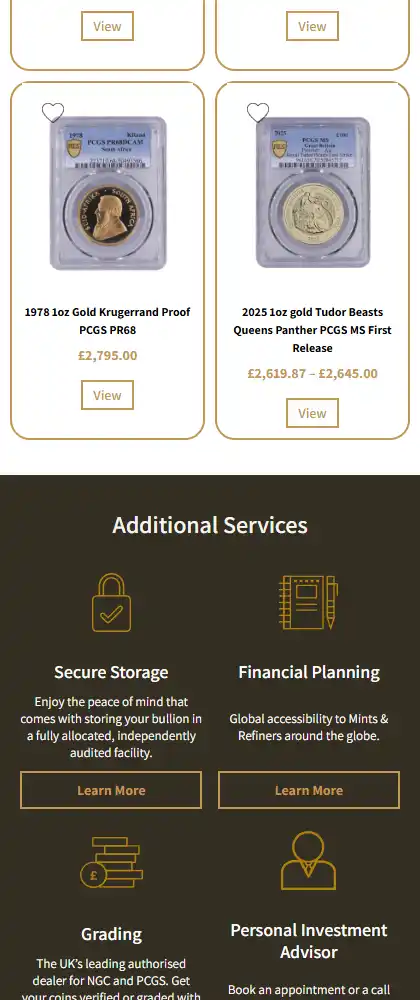 View
View
1978
KRand
PCGS PR68DCAM
South Africa
PCGS
SUID-AFRIKA • SOUTH AFRICA
2025
£100
PCGS MS
Great Britain
1978 1oz Gold Krugerrand Proof
PCGS PR68
£2,795.00
View
2025 1oz gold Tudor Beasts
Queens Panther PCGS MS First
Release
£2,619.87 – £2,645.00
View
Additional Services
Secure Storage
Enjoy the peace of mind that
comes with storing your bullion in
a fully allocated, independently
audited facility.
Learn More
Financial Planning
Global accessibility to Mints &
Refiners around the globe.
Learn More
£
Grading
The UK's leading authorised
dealer for NGC and PCGS. Get
your coins verified or graded with
Personal Investment
Advisor
Book an appointment or a call